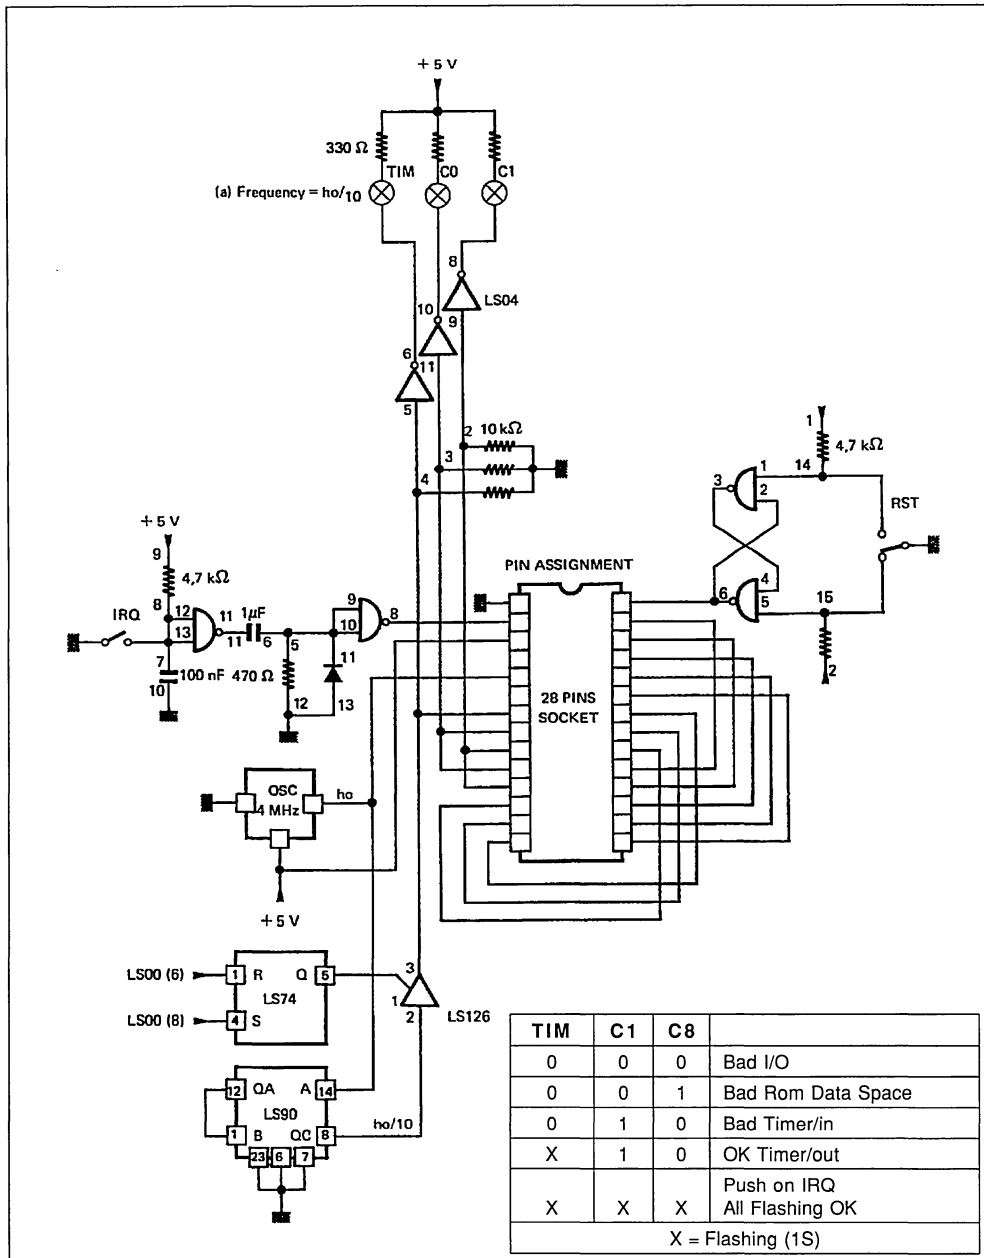 + 5 V
330 Ω
TIM
C0
C1
(a) Frequency = ho/10
8
LS04
10
9
6
11
5
2
10 kΩ
3
4
1
4,7 kΩ
14
3
1
2
RST
+ 5 V
9
4,7 kΩ
PIN ASSIGNMENT
8
12
11
1μF
9
8
6
4
5
15
IRQ
13
11
6
5
10
7
100 nF
470 Ω
11
2
10
12
13
28 PINS
SOCKET
OSC
4 MHz
ho
+ 5 V
LS00 (6)
1
R
Q
5
3
LS74
1
LS126
LS00 (8)
4
S
2
12
QA
A
14
LS90
ho/10
1
B
QC
8
23
6
7
TIM C1 C8
0 0 0 Bad I/O
0 0 1 Bad Rom Data Space
0 1 0 Bad Timer/in
X 1 0 OK Timer/out
Push on IRQ
X X X All Flashing OK
X = Flashing (1S)